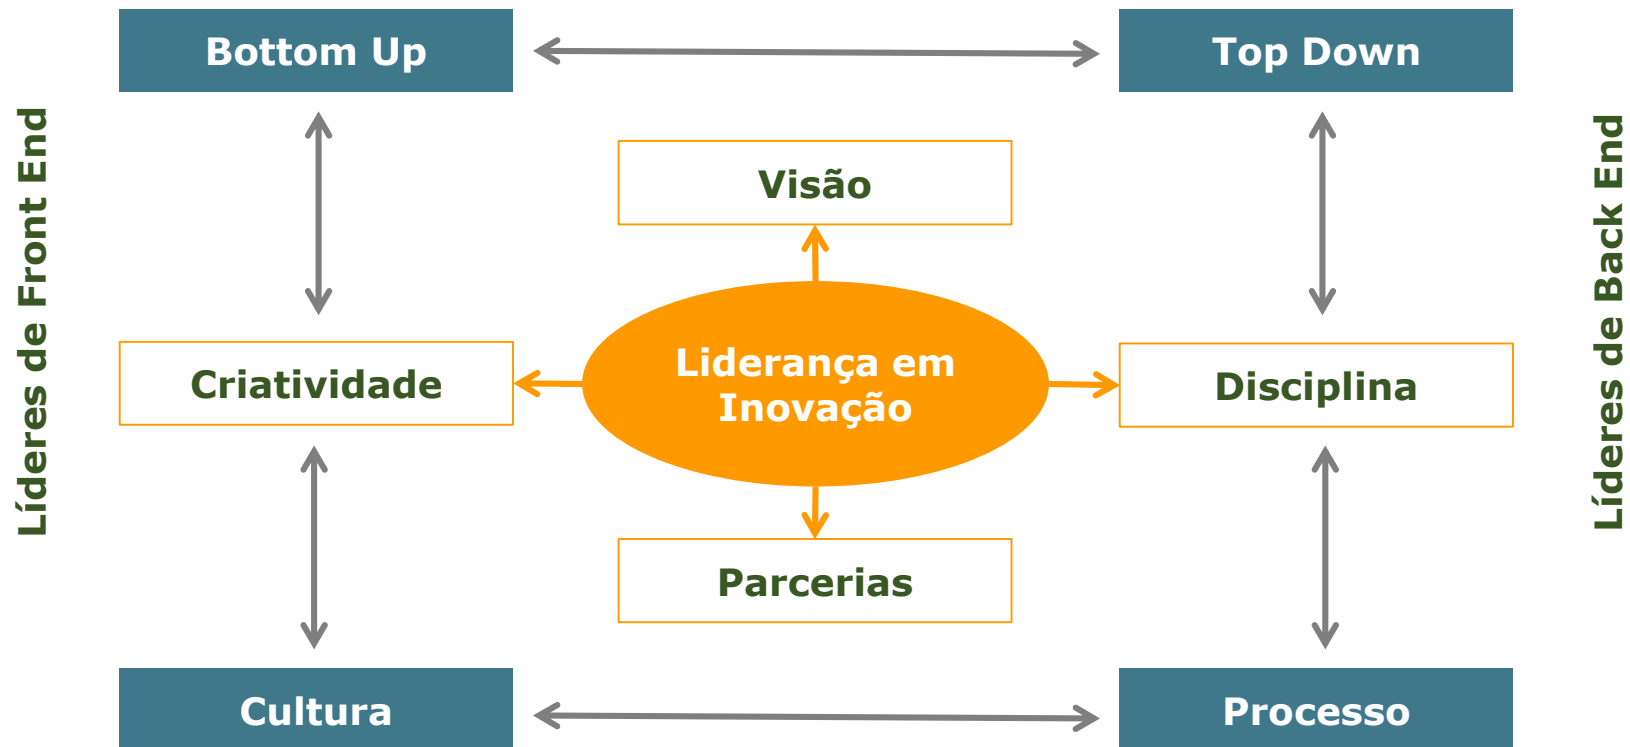 Bottom Up
Top Down
Líderes de Front End
Visão
Líderes de Back End
Criatividade
Liderança em
Inovação
Disciplina
Parcerias
Cultura
Processo